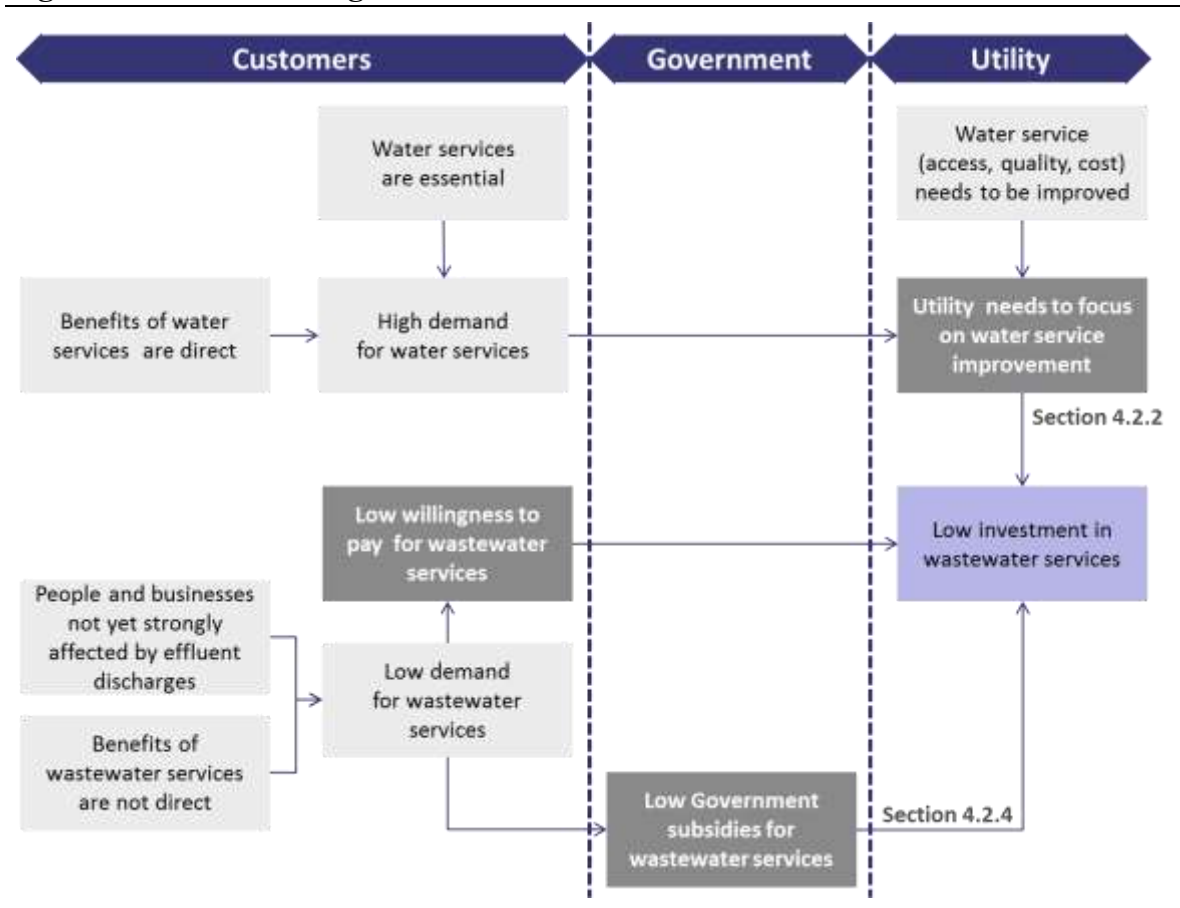 Customers
Government
Utility
Water services
are essential
Water service
(access, quality, cost)
needs to be improved
Benefits of water
services are direct
High demand
for water services
Utility needs to focus
on water service
improvement
Section 4.2.2
Low willingness to
pay for wastewater
services
Low investment in
wastewater services
People and businesses
not yet strongly
affected by effluent
discharges
Low demand
for wastewater
services
Benefits of
wastewater services
are not direct
Low Government
subsidies for
wastewater services
Section 4.2.4